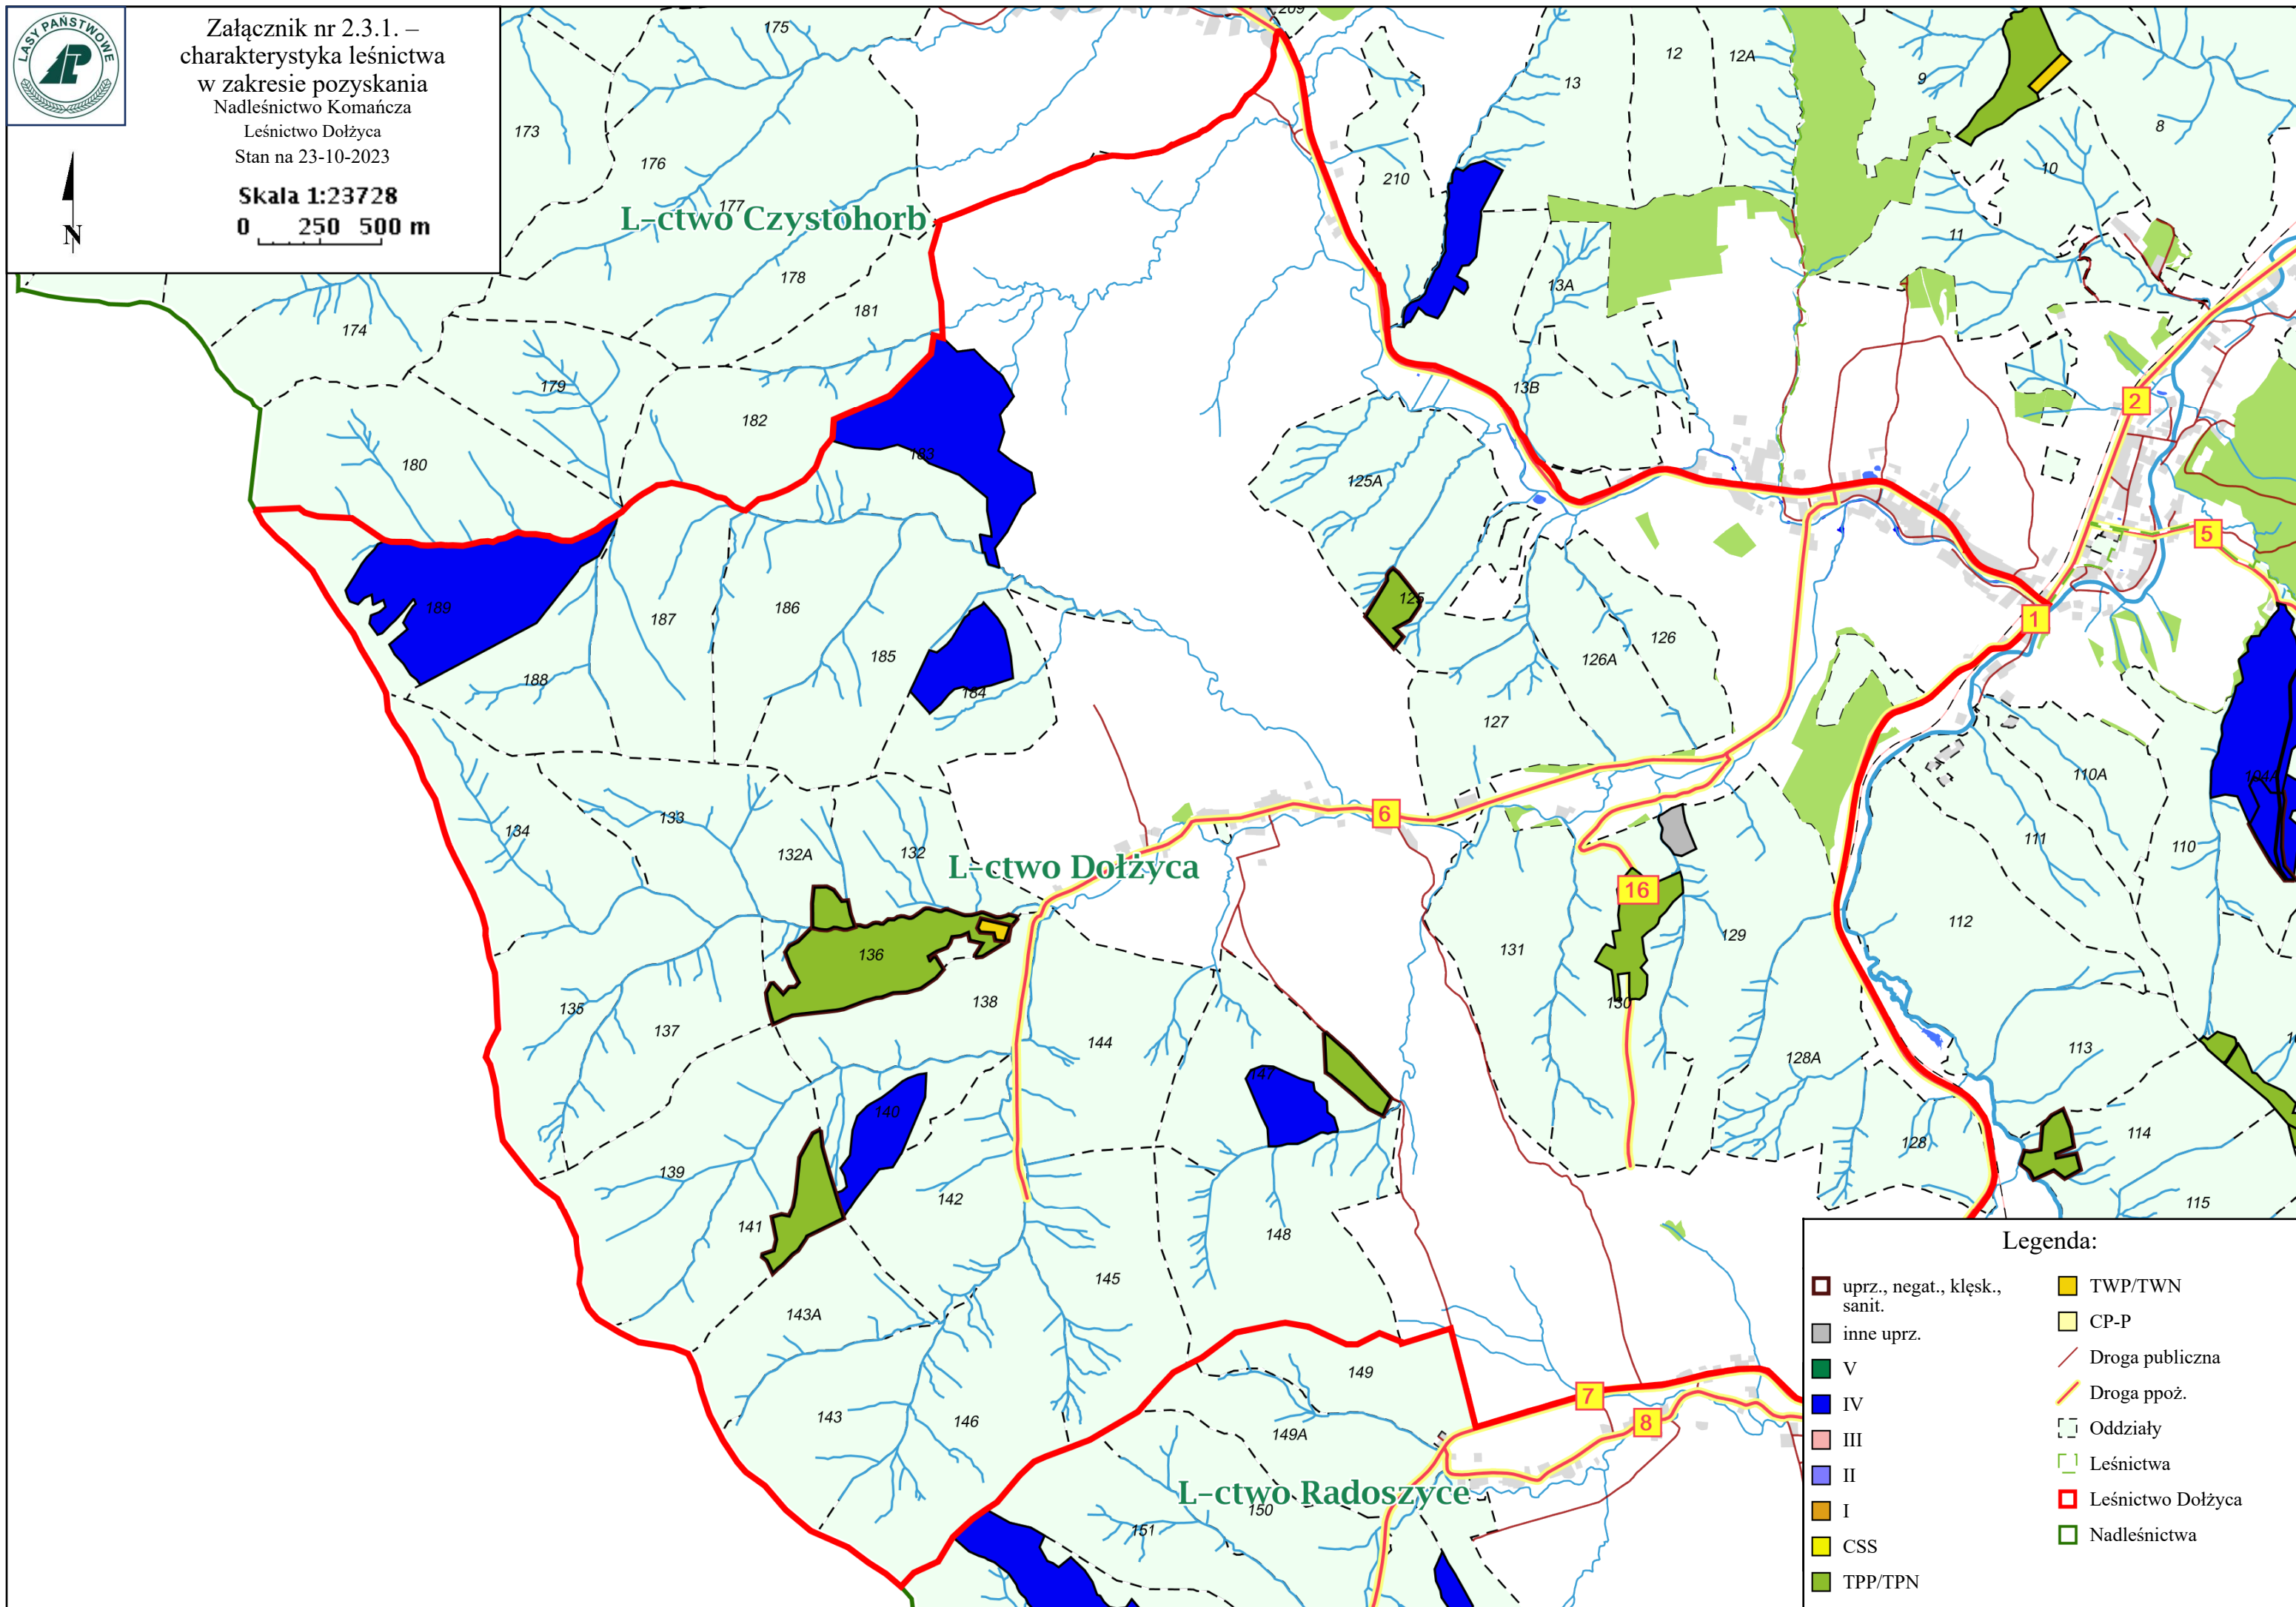 LASY PAŃSTWOWE
Załącznik nr 2.3.1. –
charakterystyka leśnictwa
w zakresie pozyskania
Nadleśnictwo Komańcza
Leśnictwo Dołżyca
Stan na 23-10-2023
Skala 1:23728
0 250 500 m
N
209
175
12
12A
13
9
8
173
176
10
210
177
L-ctwo Czystohorb
11
178
13A
181
174
179
13B
2
182
183
180
125A
5
189
187
186
125
1
126
185
126A
188
184
127
110A
104A
6
134
133
132A
132
111
110
L-ctwo Dołżyca
16
136
131
129
112
138
135
137
130
144
113
128A
147
140
128
114
139
142
141
148
115
145
143A
149
7
8
143
146
149A
L-ctwo Radoszyce
150
151
Legenda:
uprz., negat., klęsk.,
sanit.
inne uprz.
V
IV
III
II
I
CSS
TPP/TPN
TWP/TWN
CP-P
Droga publiczna
Droga ppoż.
Oddziały
Leśnictwa
Leśnictwo Dołżyca
Nadleśnictwa